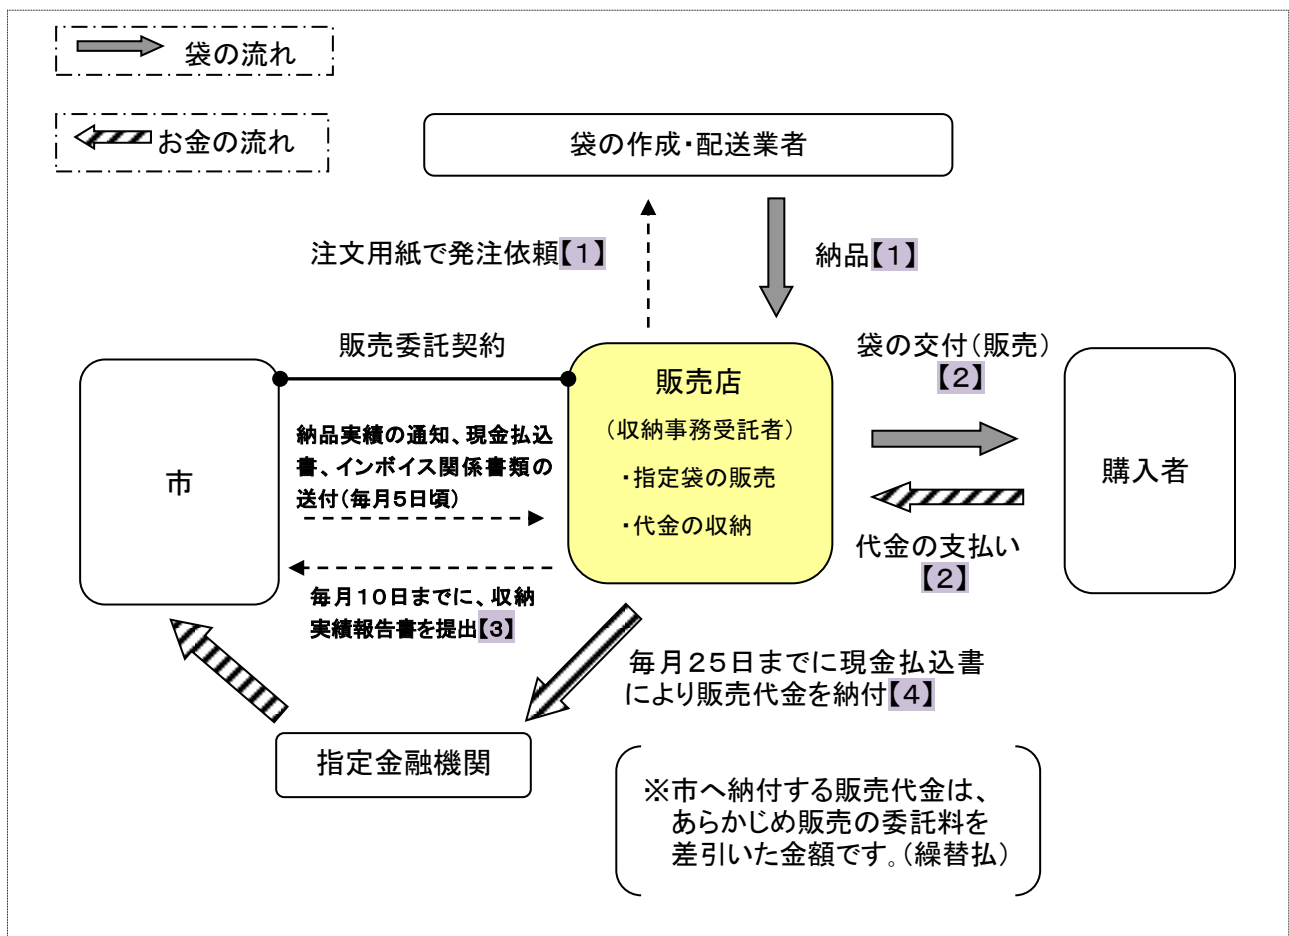 袋の流れ
お金の流れ
袋の作成・配送業者
注文用紙で発注依頼【１】
納品【１】
販売委託契約
袋の交付（販売）
【２】
市
納品実績の通知、現金払込
書、インボイス関係書類の
送付（毎月５日頃）
販売店
（収納事務受託者）
・指定袋の販売
・代金の収納
購入者
代金の支払い
【２】
毎月１０日までに、収納
実績報告書を提出【３】
毎月２５日までに現金払込書
により販売代金を納付【４】
指定金融機関
※市へ納付する販売代金は、
あらかじめ販売の委託料を
差引いた金額です。（繰替払）